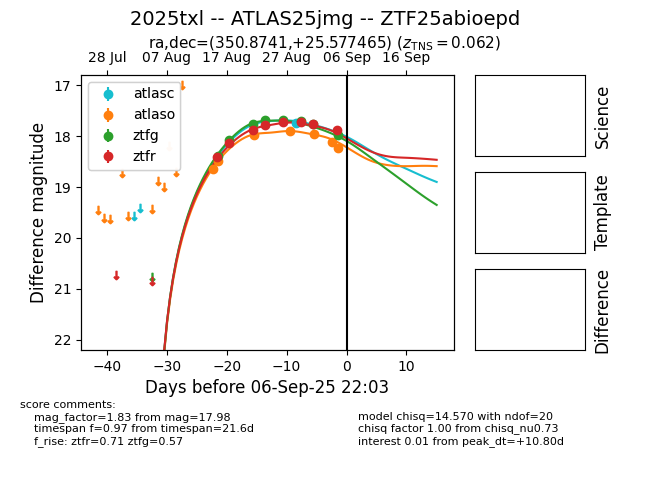 2025txl -- ATLAS25jmg -- ZTF25abioepd
ra,dec=(350.8741,+25.577465) (z_TNS = 0.062)
28 Jul 07 Aug 17 Aug 27 Aug 06 Sep 16 Sep
atlasc
atlaso
ztfg
ztfr
17
18
19
20
21
22
Difference magnitude
−40 −30 −20 −10 0 10
Days before 06-Sep-25 22:03
Science
Template
Difference
score comments:
mag_factor=1.83 from mag=17.98
timespan f=0.97 from timespan=21.6d
f_rise: ztfr=0.71 ztfg=0.57
model chisq=14.570 with ndof=20
chisq factor 1.00 from chisq_nu0.73
interest 0.01 from peak_dt=+10.80d